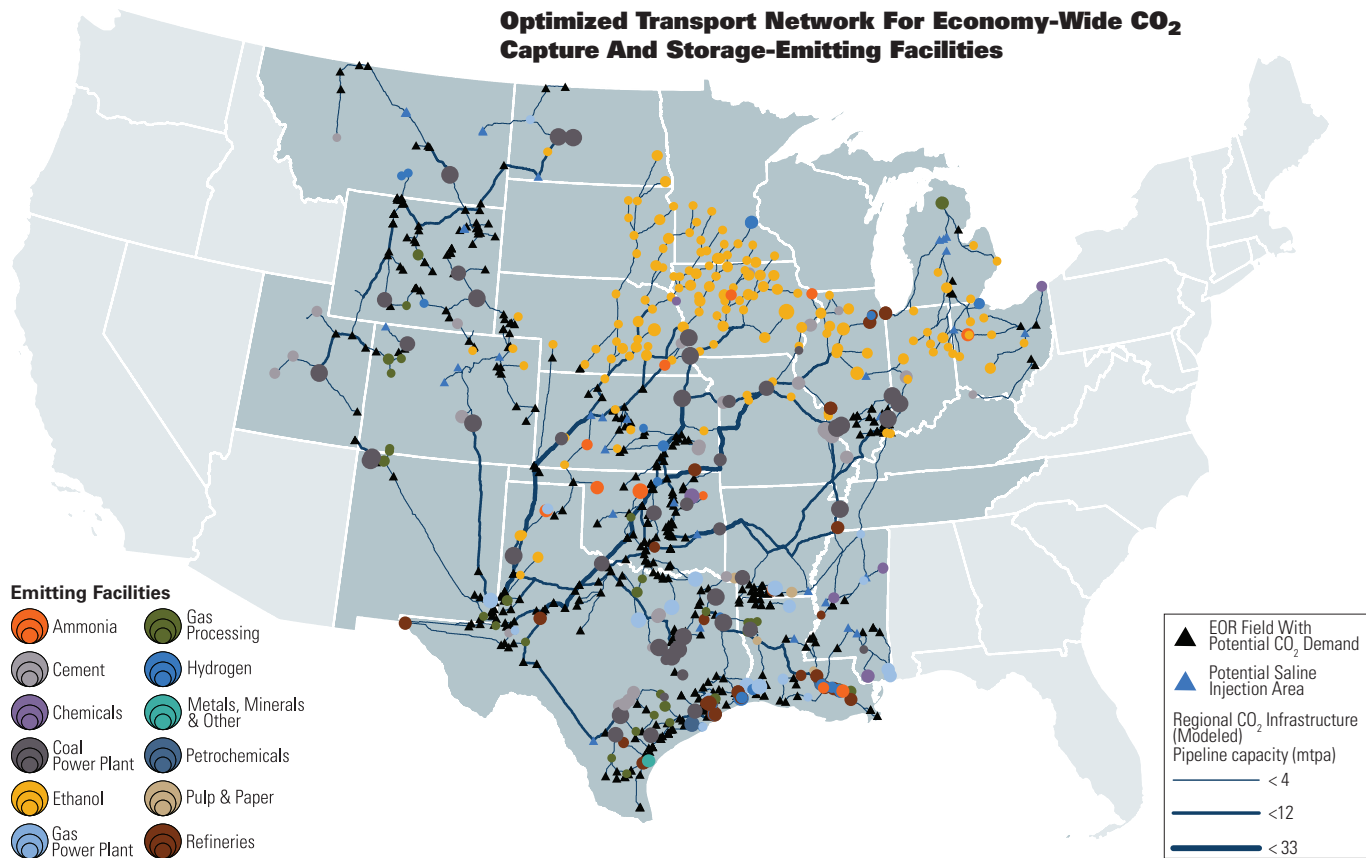 Optimized Transport Network For Economy-Wide CO₂
Capture And Storage-Emitting Facilities
Emitting Facilities
Ammonia
Cement
Chemicals
Coal
Power Plant
Ethanol
Gas
Power Plant
Gas
Processing
Hydrogen
Metals, Minerals
& Other
Petrochemicals
Pulp & Paper
Refineries
EOR Field With
Potential CO₂ Demand
Potential Saline
Injection Area
Regional CO₂ Infrastructure
(Modeled)
Pipeline capacity (mtpa)
< 4
<12
< 33